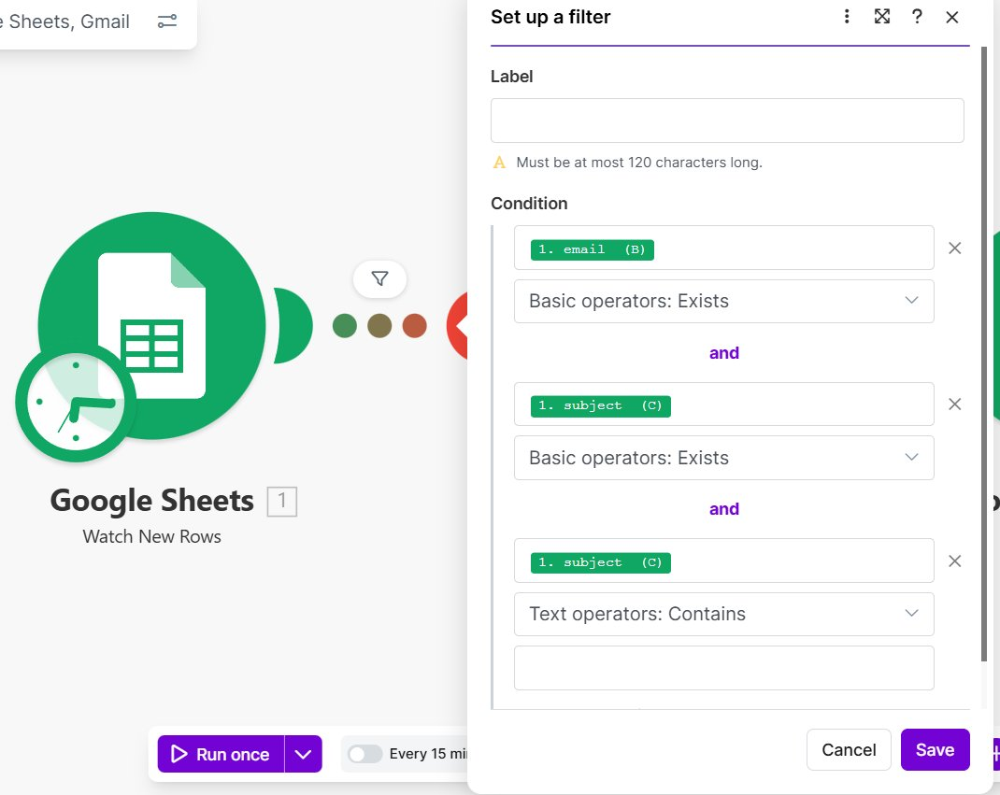 Sheets, Gmail
Set up a filter
Label
Must be at most 120 characters long.
Condition
1. email (B)
Basic operators: Exists
and
1. subject (C)
Basic operators: Exists
and
1. subject (C)
Text operators: Contains
Google Sheets 1
Watch New Rows
Run once
Every 15
Cancel
Save